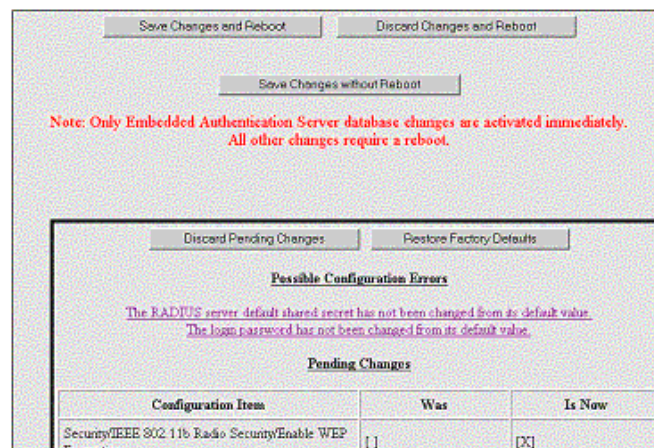 Save Changes and Reboot Discard Changes and Reboot
Save Changes without Reboot
Note: Only Embedded Authentication Server database changes are activated immediately.
All other changes require a reboot.
Discard Pending Changes Restore Factory Defaults
Possible Configuration Errors
The RADIUS server default shared secret has not been changed from its default value.
The login password has not been changed from its default value.
Pending Changes
Configuration Item Was Is Now
Security/IEEE 802.11b Radio Security/Enable WEP
[ ] [X]